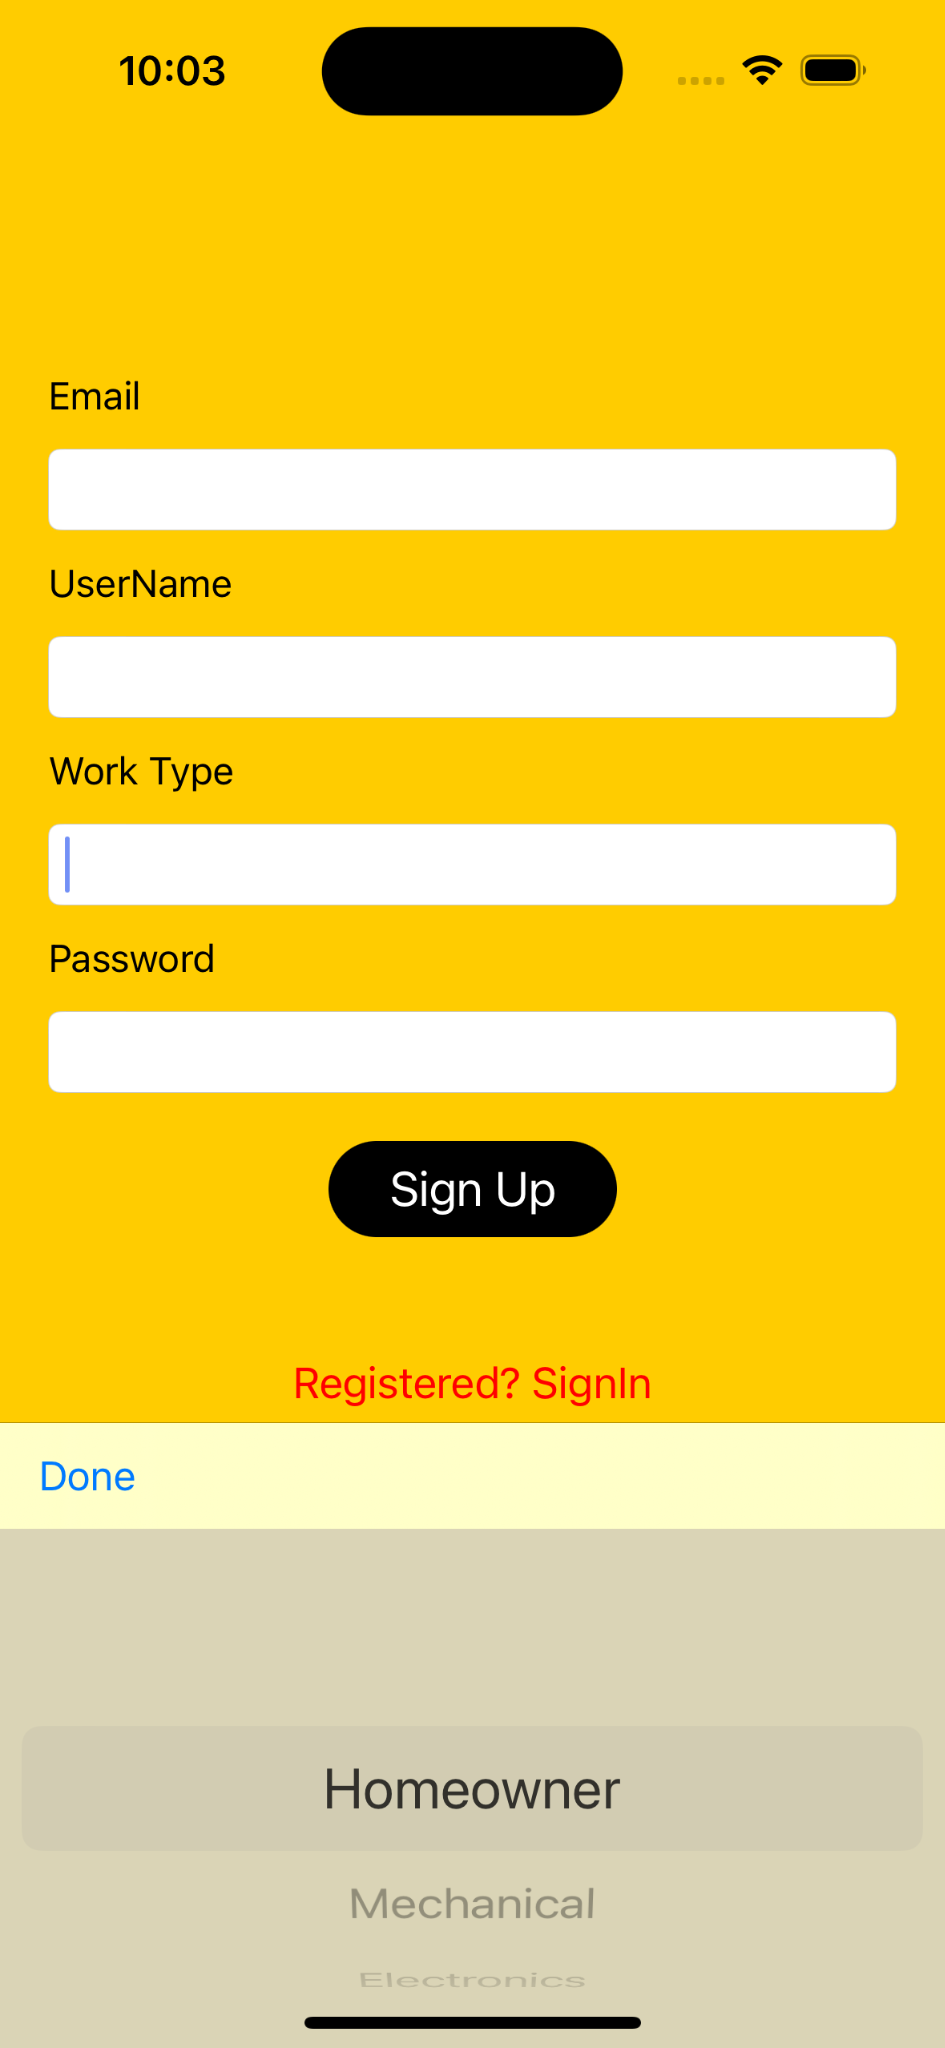 10:03
Email
UserName
Work Type
Password
Sign Up
Registered? SignIn
Done
Homeowner
Mechanical
Electronics